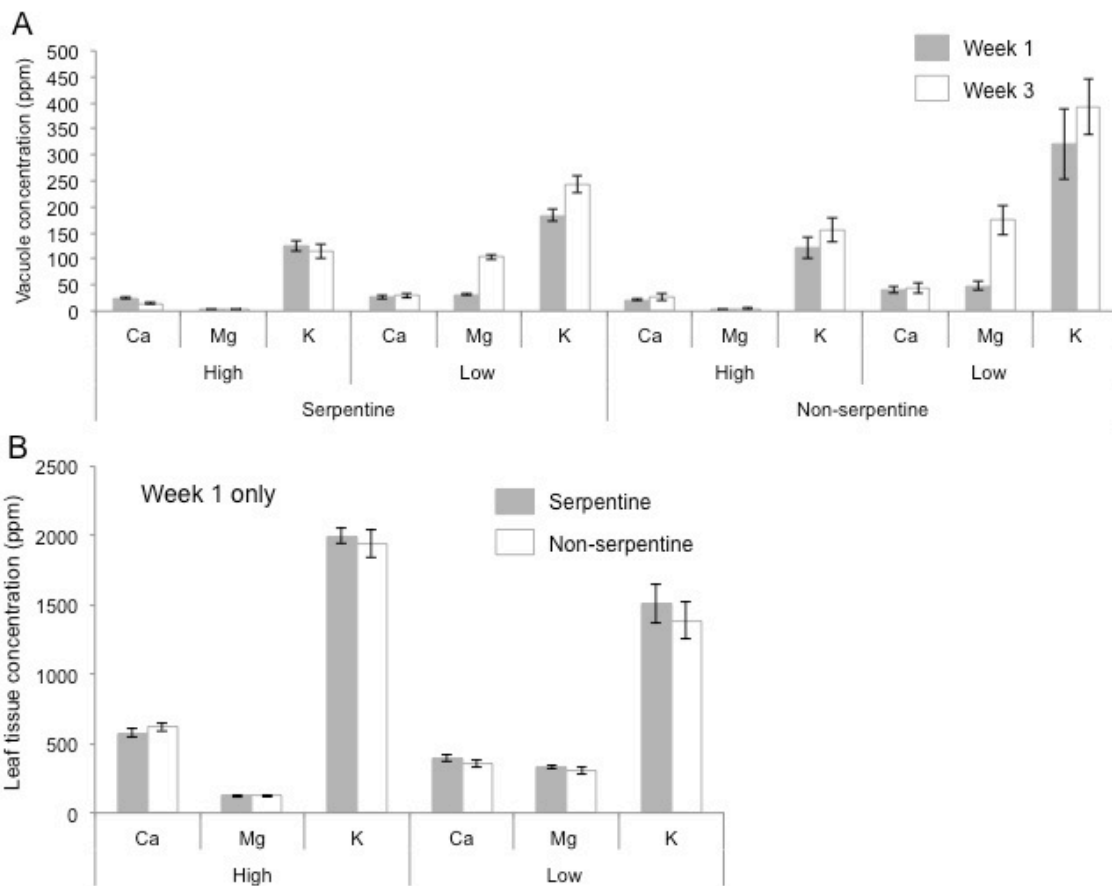 A
Vacuole concentration (ppm)
500
450
400
350
300
250
200
150
100
50
0
Week 1
Week 3
Ca Mg K Ca Mg K Ca Mg K Ca Mg K
High Low High Low
Serpentine Non-serpentine
B
Leaf tissue concentration (ppm)
2500
2000
1500
1000
500
0
Week 1 only
Serpentine
Non-serpentine
Ca Mg K Ca Mg K
High Low